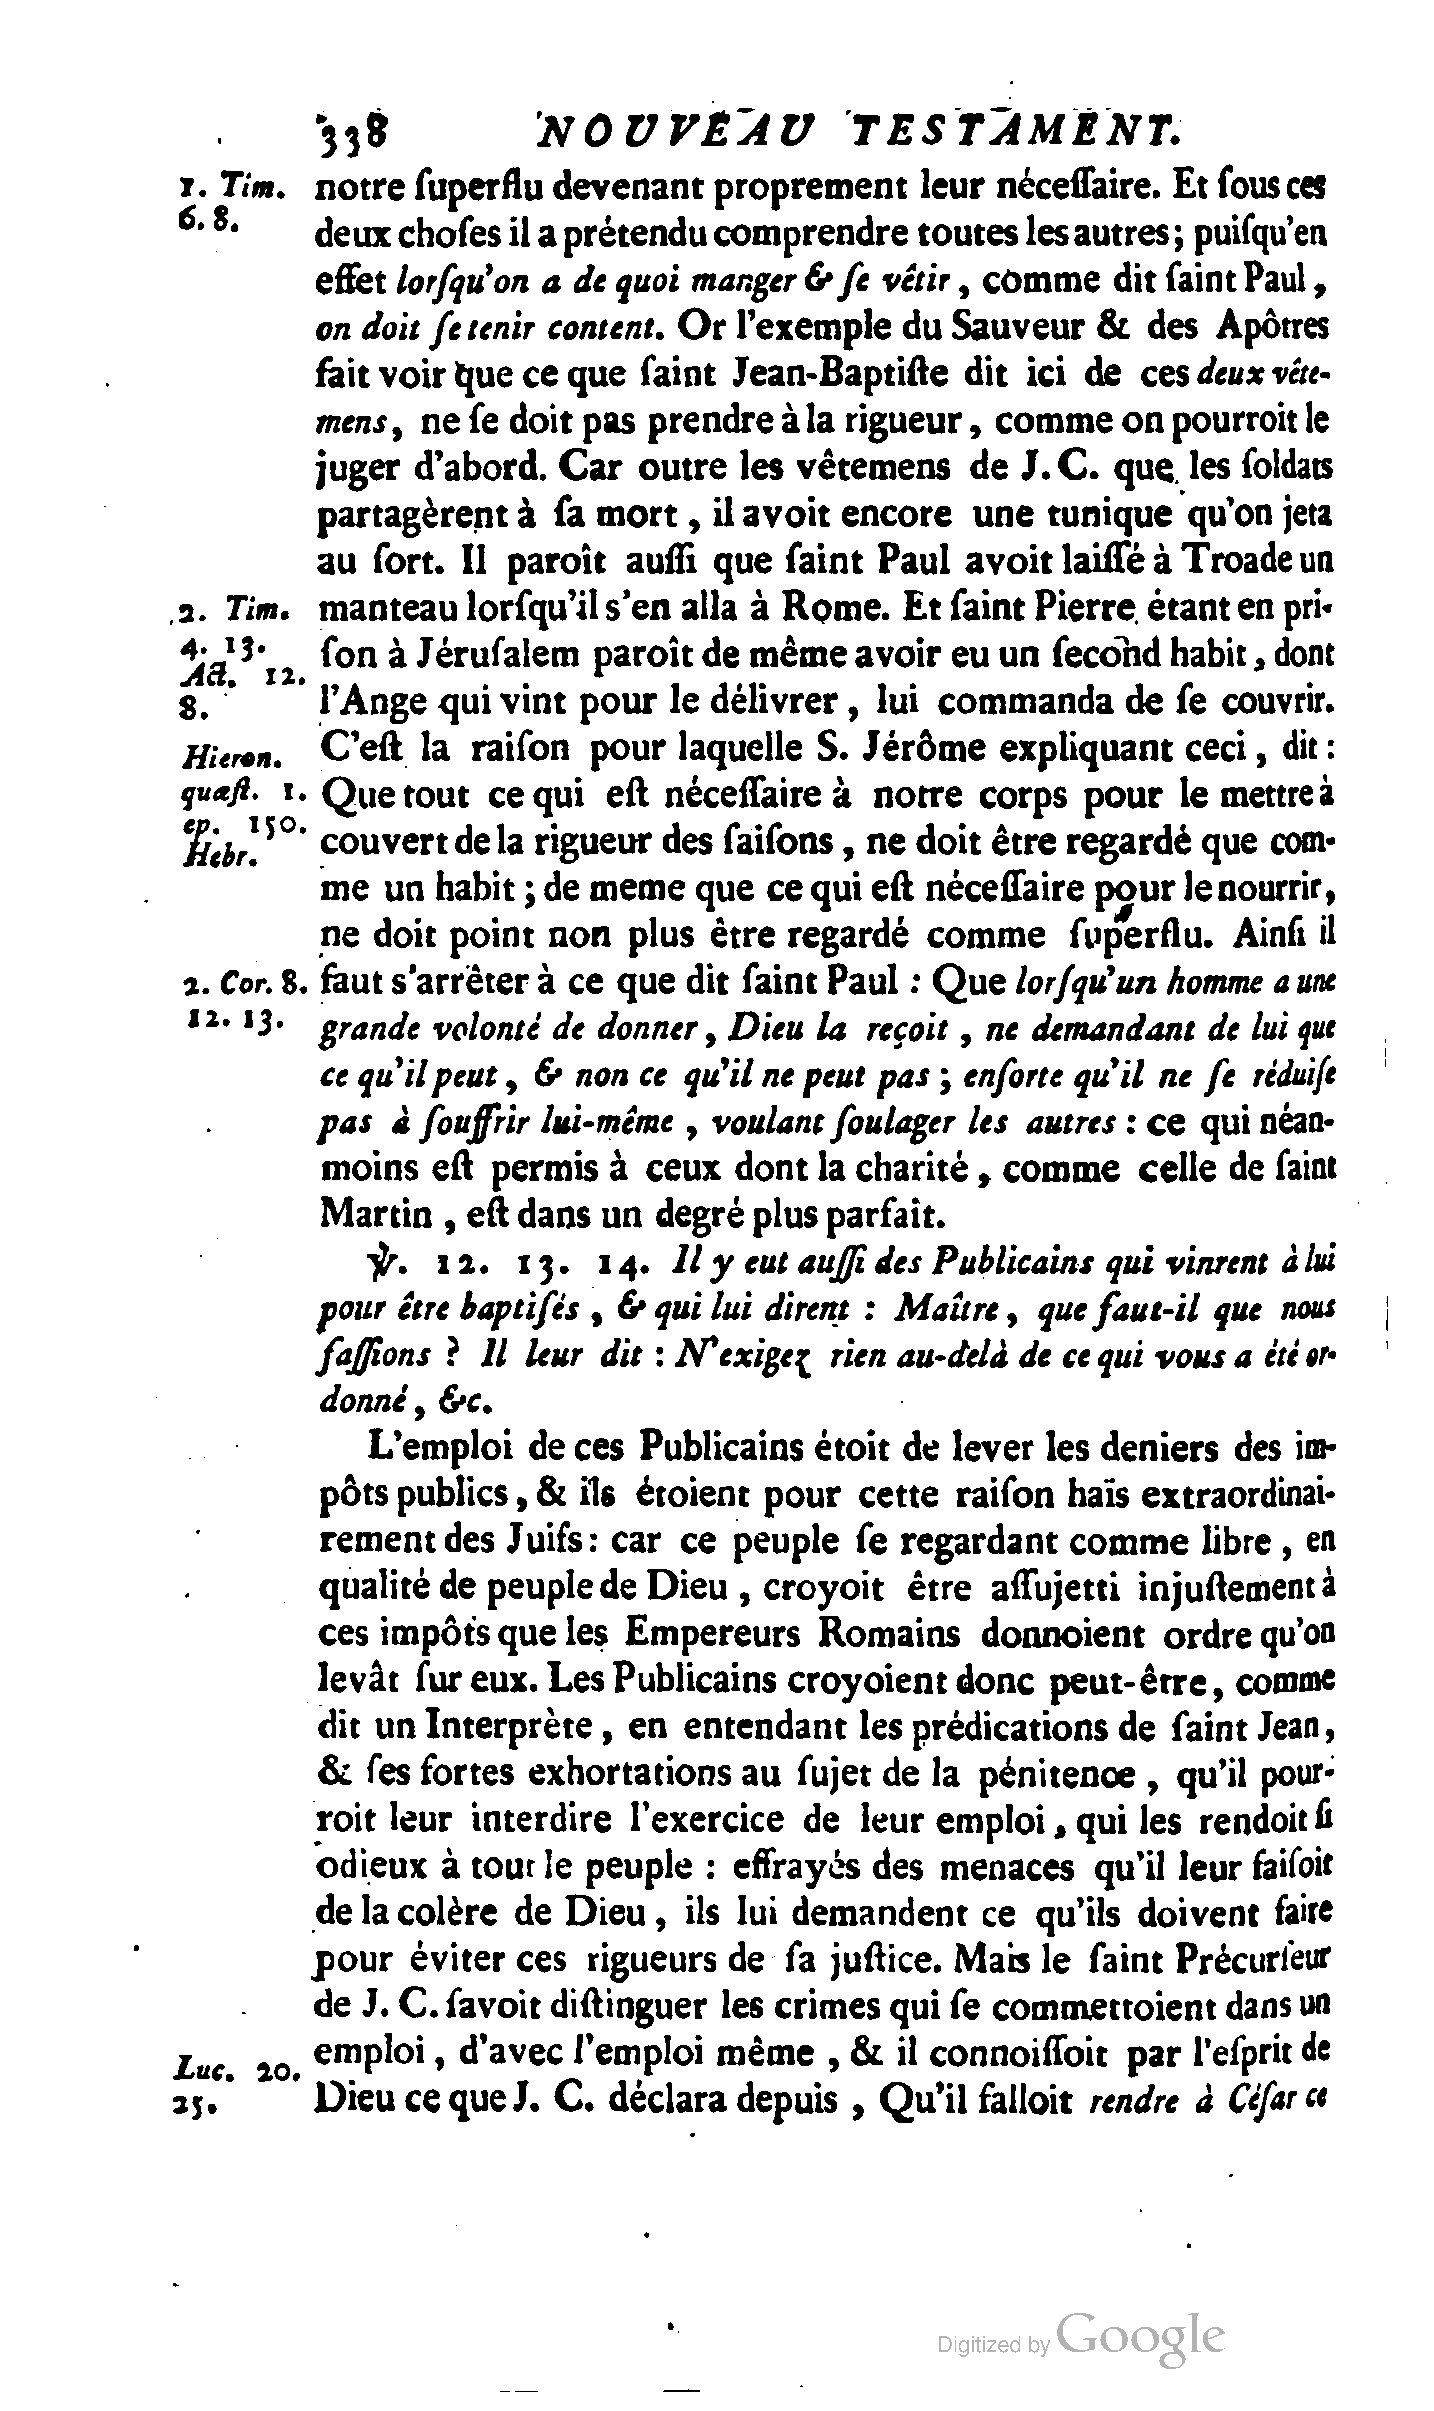 338 NOUVEAU TESTAMENT.
1. Tim. notre ſuperflu devenant proprement leur néceſſaire. Et ſous ces
6. 8. deux choſes il a prétendu comprendre toutes les autres; puiſqu'en
effet lorſqu'on a de quoi manger & ſe vêtir, comme dit ſaint Paul,
on doit ſe tenir content. Or l'exemple du Sauveur & des Apôtres
fait voir que ce que ſaint Jean-Baptiſte dit ici de ces deux vête-
mens, ne ſe doit pas prendre à la rigueur, comme on pourroit le
juger d'abord. Car outre les vêtemens de J. C. que les ſoldats
partagèrent à ſa mort, il avoit encore une tunique qu'on jeta
au ſort. Il paroît auſſi que ſaint Paul avoit laiſſé à Troade un
2. Tim. manteau lorſqu'il s'en alla à Rome. Et ſaint Pierre étant en pri-
4. 13. ſon à Jéruſalem paroît de même avoir eu un ſecond habit, dont
Act. 12.
8. l'Ange qui vint pour le délivrer, lui commanda de ſe couvrir.
Hieron. C'eſt la raiſon pour laquelle S. Jérôme expliquant ceci, dit :
quæſt. 1. Que tout ce qui eſt néceſſaire à notre corps pour le mettre à
ep. 150.
Hebr. couvert de la rigueur des ſaiſons, ne doit être regardé que com-
me un habit ; de meme que ce qui eſt néceſſaire pour le nourrir,
ne doit point non plus être regardé comme ſuperflu. Ainſi il
2. Cor. 8. faut s'arrêter à ce que dit ſaint Paul : Que lorſqu'un homme a une
12. 13. grande volonté de donner, Dieu la reçoit, ne demandant de lui que
ce qu'il peut, & non ce qu'il ne peut pas ; enſorte qu'il ne ſe réduiſe
pas à ſouffrir lui-même, voulant ſoulager les autres : ce qui néan-
moins eſt permis à ceux dont la charité, comme celle de ſaint
Martin, eſt dans un degré plus parfait.
℣. 12. 13. 14. Il y eut auſſi des Publicains qui vinrent à lui
pour être baptiſés, & qui lui dirent : Maître, que faut-il que nous
faſſions ? Il leur dit : N'exigez rien au-delà de ce qui vous a été or-
donné, &c.
L'emploi de ces Publicains étoit de lever les deniers des im-
pôts publics, & ils étoient pour cette raiſon haïs extraordinai-
rement des Juifs : car ce peuple ſe regardant comme libre, en
qualité de peuple de Dieu, croyoit être aſſujetti injuſtement à
ces impôts que les Empereurs Romains donnoient ordre qu'on
levât ſur eux. Les Publicains croyoient donc peut-être, comme
dit un Interprète, en entendant les prédications de ſaint Jean,
& ſes fortes exhortations au ſujet de la pénitence, qu'il pour-
roit leur interdire l'exercice de leur emploi, qui les rendoit ſi
odieux à tout le peuple : effrayés des menaces qu'il leur faiſoit
de la colère de Dieu, ils lui demandent ce qu'ils doivent faire
pour éviter ces rigueurs de ſa juſtice. Mais le ſaint Précurſeur
de J. C. ſavoit diſtinguer les crimes qui ſe commettoient dans un
emploi, d'avec l'emploi même, & il connoiſſoit par l'eſprit de
Luc. 20.
25. Dieu ce que J. C. déclara depuis, Qu'il falloit rendre à Céſar ce
Digitized by Google